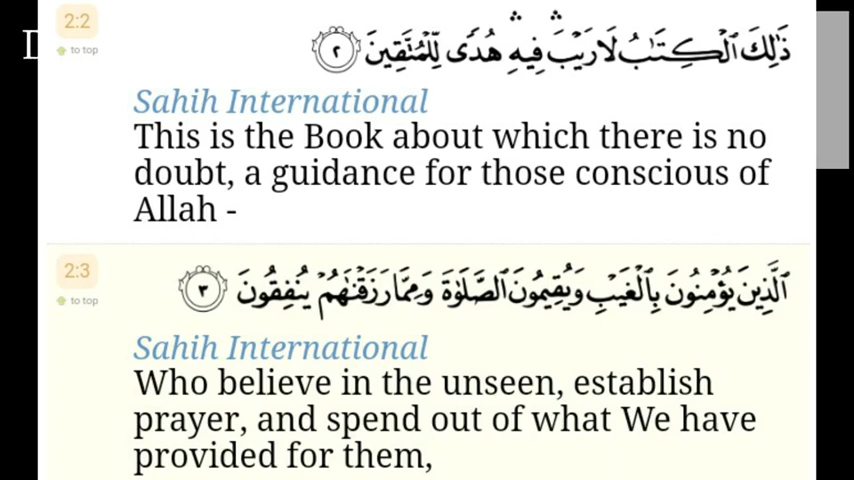 2:2
to top
ذَٰلِكَ ٱلْكِتَـٰبُ لَا رَيْبَ ۛ فِيهِ ۛ هُدًى لِّلْمُتَّقِينَ ٢
Sahih International
This is the Book about which there is no
doubt, a guidance for those conscious of
Allah -
2:3
to top
ٱلَّذِينَ يُؤْمِنُونَ بِٱلْغَيْبِ وَيُقِيمُونَ ٱلصَّلَوٰةَ وَمِمَّا رَزَقْنَـٰهُمْ يُنفِقُونَ ٣
Sahih International
Who believe in the unseen, establish
prayer, and spend out of what We have
provided for them,